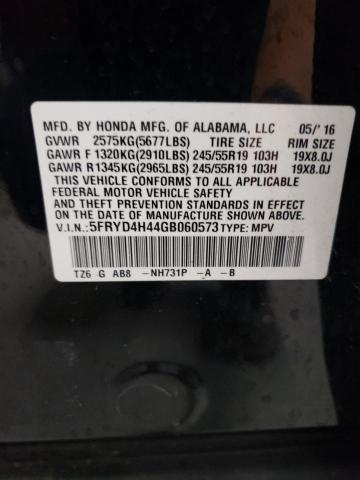 MFD. BY HONDA MFG. OF ALABAMA, LLC 05/'16
GVWR 2575KG(5677LBS) TIRE SIZE RIM SIZE
GAWR F 1320KG(2910LBS) 245/55R19 103H 19X8.0J
GAWR R 1345KG(2965LBS) 245/55R19 103H 19X8.0J
THIS VEHICLE CONFORMS TO ALL APPLICABLE
FEDERAL MOTOR VEHICLE SAFETY
AND THEFT PREVENTION STANDARDS IN EFFECT
ON THE DATE OF MANUFACTURE SHOWN ABOVE.
V.I.N.: 5FRYD4H44GB060573 TYPE: MPV
TZ6 G AB8 -NH731P -A -B